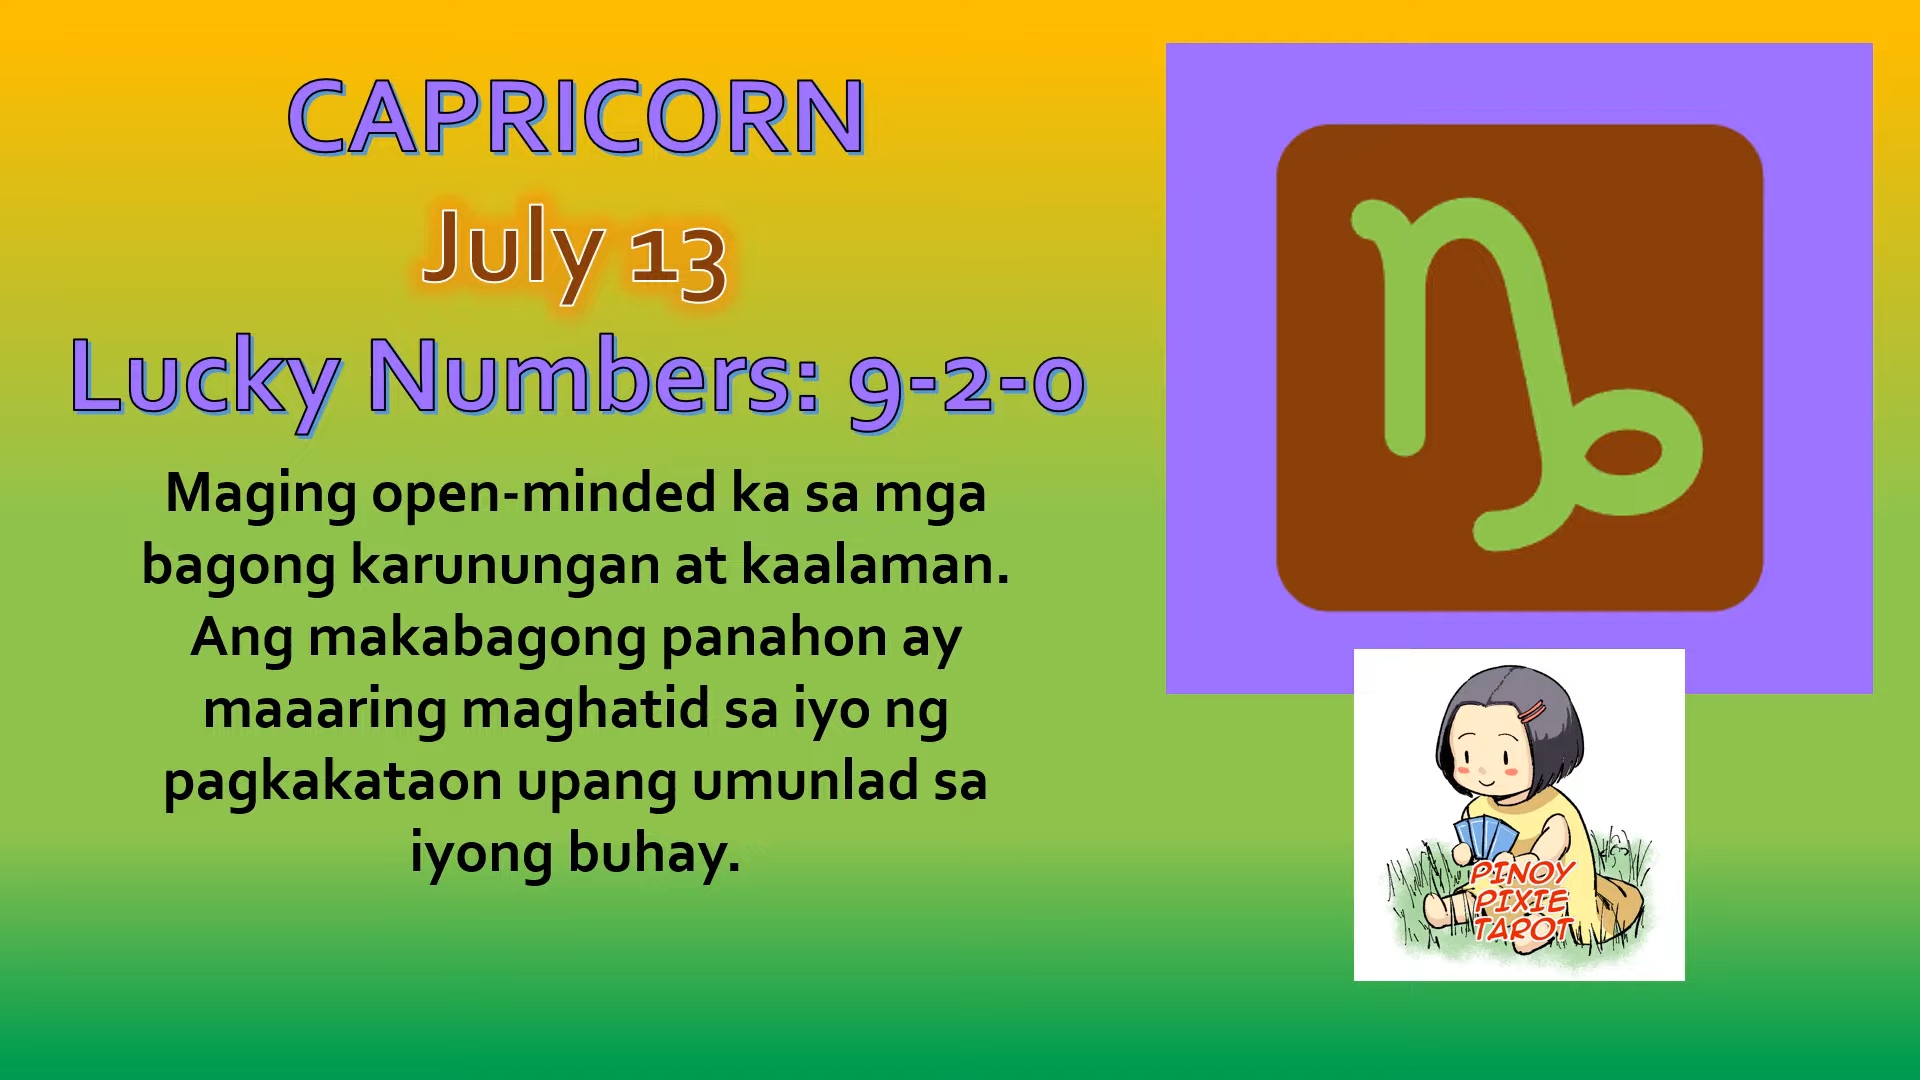 CAPRICORN
July 13
Lucky Numbers: 9-2-0
Maging open-minded ka sa mga
bagong karunungan at kaalaman.
Ang makabagong panahon ay
maaaring maghatid sa iyo ng
pagkakataon upang umunlad sa
iyong buhay.
PINOY
PIXIE
TAROT